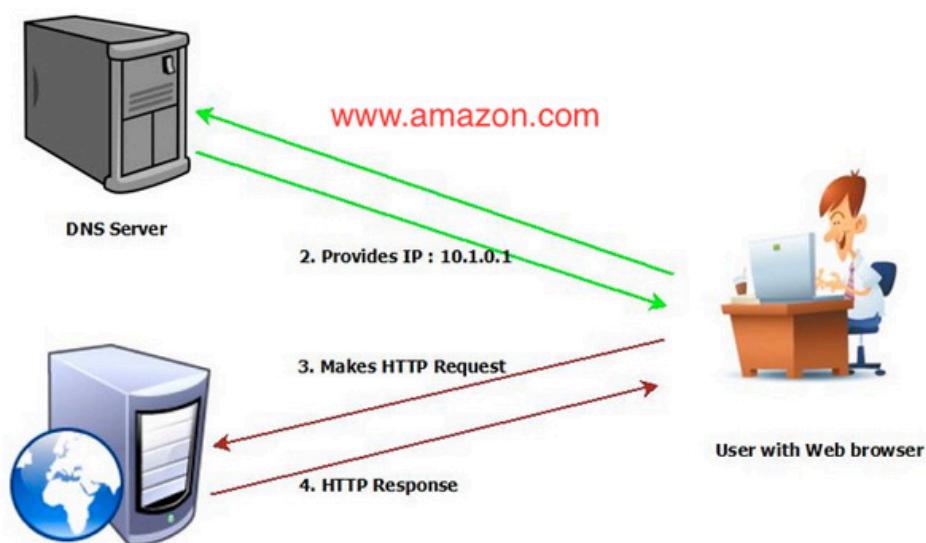 www.amazon.com
DNS Server
2. Provides IP : 10.1.0.1
3. Makes HTTP Request
User with Web browser
4. HTTP Response